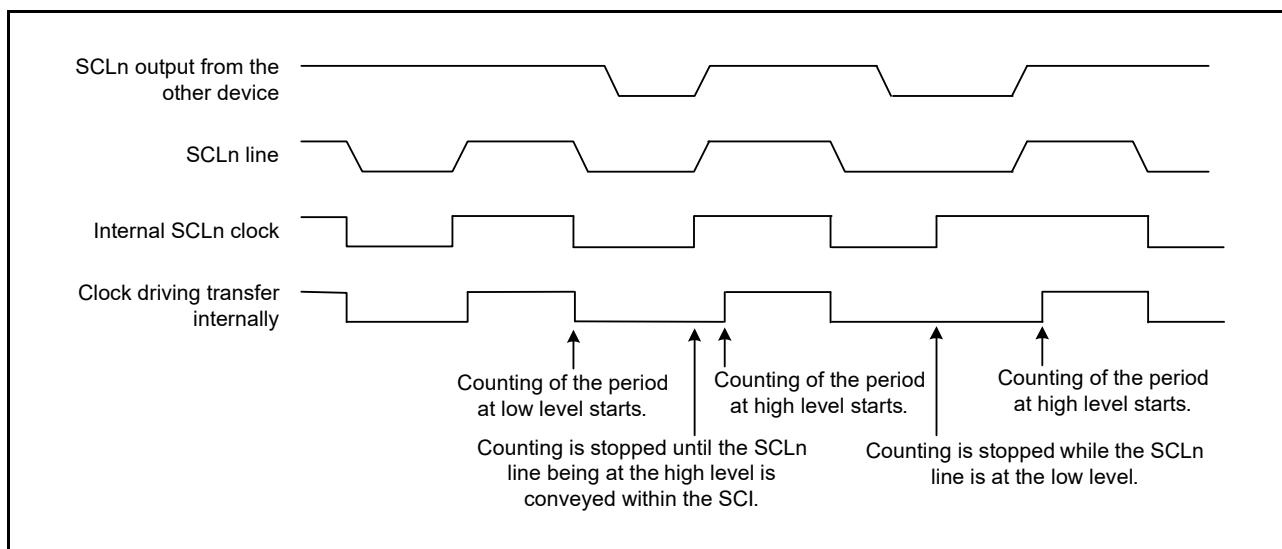 SCLn output from the
other device
SCLn line
Internal SCLn clock
Clock driving transfer
internally
Counting of the period
at low level starts.
Counting of the period
at high level starts.
Counting of the period
at high level starts.
Counting is stopped until the SCLn
line being at the high level is
conveyed within the SCI.
Counting is stopped while the SCLn
line is at the low level.